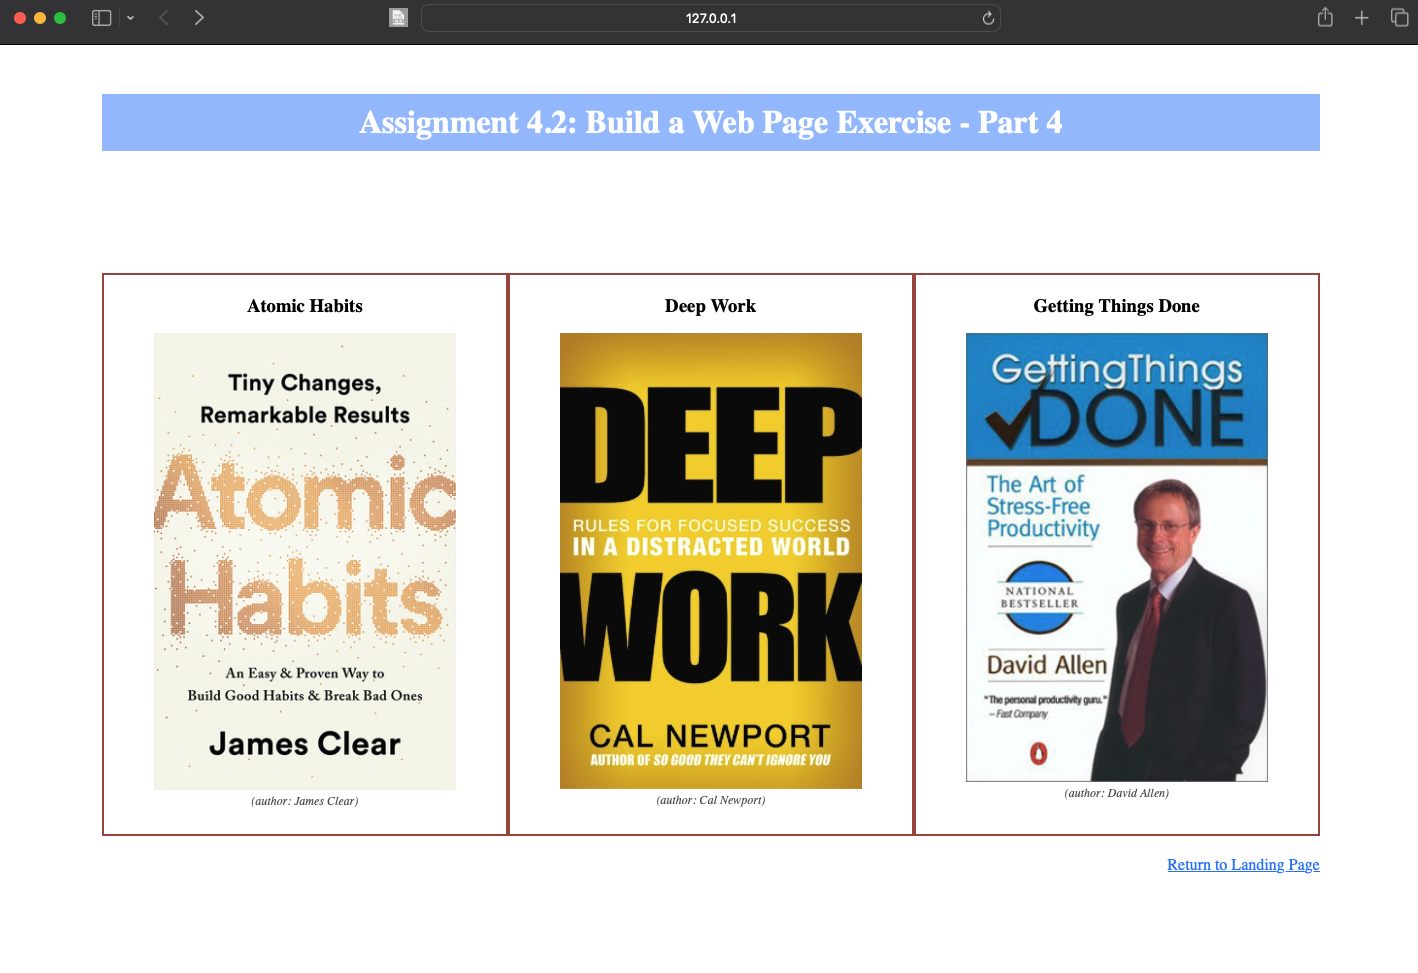 127.0.0.1
Assignment 4.2: Build a Web Page Exercise - Part 4
Atomic Habits
Tiny Changes,
Remarkable Results
Atomic
Habits
An Easy & Proven Way to
Build Good Habits & Break Bad Ones
James Clear
(author: James Clear)
Deep Work
DEEP
RULES FOR FOCUSED SUCCESS
IN A DISTRACTED WORLD
WORK
CAL NEWPORT
AUTHOR OF SO GOOD THEY CAN'T IGNORE YOU
(author: Cal Newport)
Getting Things Done
GettingThings
DONE
The Art of
Stress-Free
Productivity
NATIONAL
BESTSELLER
David Allen
"The personal productivity guru."
– Fast Company
(author: David Allen)
Return to Landing Page